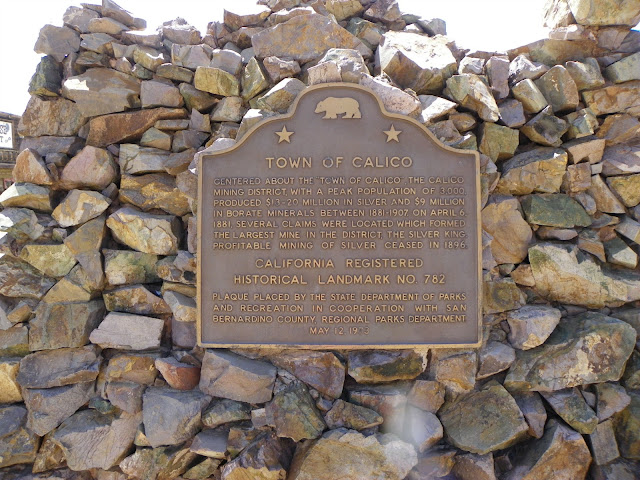 TOWN OF CALICO
CENTERED ABOUT THE "TOWN OF CALICO" THE CALICO
MINING DISTRICT, WITH A PEAK POPULATION OF 3,000
PRODUCED $13-20 MILLION IN SILVER AND $9 MILLION
IN BORATE MINERALS BETWEEN 1881-1907. ON APRIL 6,
1881, SEVERAL CLAIMS WERE LOCATED WHICH FORMED
THE LARGEST MINE IN THE DISTRICT, THE SILVER KING.
PROFITABLE MINING OF SILVER CEASED IN 1896.
CALIFORNIA REGISTERED
HISTORICAL LANDMARK NO. 782
PLAQUE PLACED BY THE STATE DEPARTMENT OF PARKS
AND RECREATION IN COOPERATION WITH SAN
BERNARDINO COUNTY REGIONAL PARKS DEPARTMENT,
MAY 12, 1973